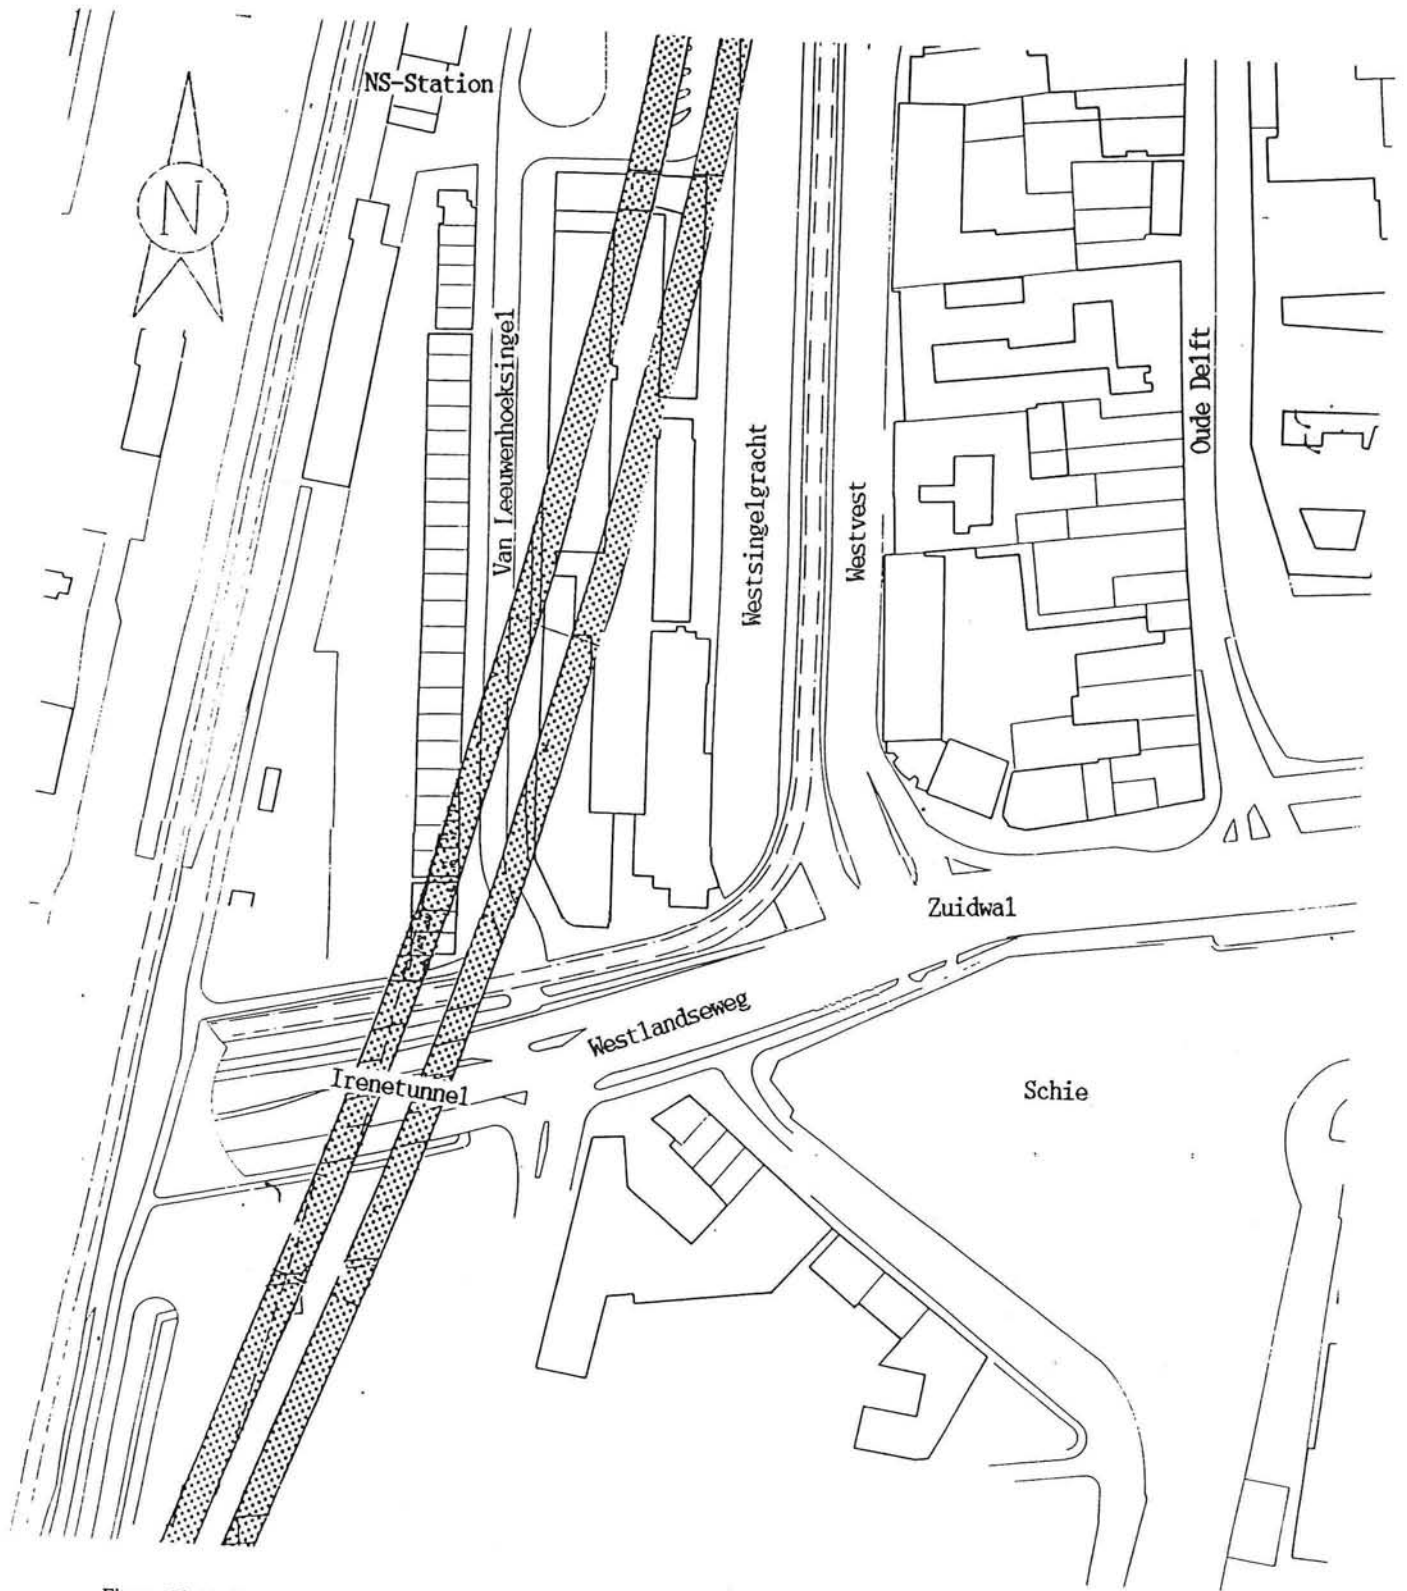 NS-Station
N
Van Leeuwenhoeksingel
Oude Delft
Westsingelgracht
Westvest
Zuidwal
Westlandseweg
Irenetunnel
Schie